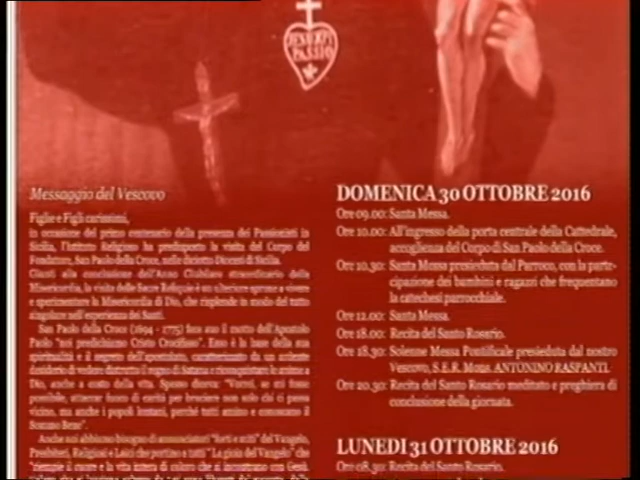 JESU XPI
PASSIO
Messaggio del Vescovo
Figlie e Figli carissimi,
in occasione del primo centenario della presenza dei Passionisti in
Sicilia, l'Istituto Religioso ha predisposto la visita del Corpo del
Fondatore, San Paolo della Croce, nelle diciotto Diocesi di Sicilia.
Giunti alla conclusione dell'Anno Giubilare straordinario della
Misericordia, la visita delle Sacre Reliquie è un ulteriore sprone a vivere
e sperimentare la Misericordia di Dio, che risplende in modo del tutto
singolare nell'esperienza dei Santi.
San Paolo della Croce (1694 - 1775) fece suo il motto dell'Apostolo
Paolo "noi predichiamo Cristo Crocifisso". Esso è la base della sua
spiritualità e il segreto dell'apostolato, caratterizzato da un ardente
desiderio di vedere distrutto il regno di Satana e riconquistare le anime a
Dio, anche a costo della vita. Spesso diceva: "Vorrei, se mi fosse
possibile, attaccar fuoco di carità per bruciare non solo chi ci passa
vicino, ma anche i popoli lontani, perché tutti amino e conoscano il
Sommo Bene".
Anche noi abbiamo bisogno di annunciatori "forti e miti" del Vangelo,
Presbiteri, Religiosi e Laici che portino a tutti " La gioia del Vangelo" che
"riempie il cuore e la vita intera di coloro che si incontrano con Gesù.
DOMENICA 30 OTTOBRE 2016
Ore 09.00: Santa Messa.
Ore 10.00: All'ingresso della porta centrale della Cattedrale,
accoglienza del Corpo di San Paolo della Croce.
Ore 10.30: Santa Messa presieduta dal Parroco, con la parte-
cipazione dei bambini e ragazzi che frequentano
la catechesi parrocchiale.
Ore 12.00: Santa Messa.
Ore 18.00: Recita del Santo Rosario.
Ore 18.30: Solenne Messa Pontificale presieduta dal nostro
Vescovo, S.E.R. Mons. ANTONINO RASPANTI.
Ore 20.30: Recita del Santo Rosario meditato e preghiera di
conclusione della giornata.
LUNEDI 31 OTTOBRE 2016
Ore 08.30: Recita del Santo Rosario.